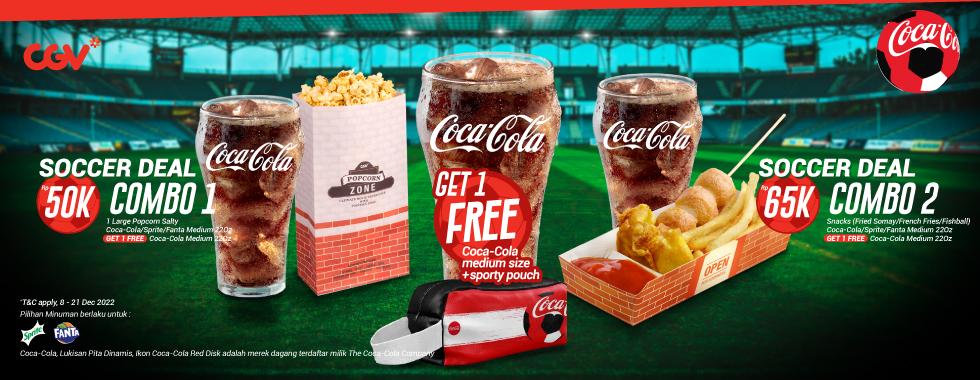 CGV*
Coca-Cola
SOCCER DEAL
Rp 50K COMBO 1
1 Large Popcorn Salty
Coca-Cola/Sprite/Fanta Medium 22Oz
GET 1 FREE Coca-Cola Medium 22Oz
Coca-Cola
CGV
POPCORN
ZONE
Coca-Cola
GET 1
FREE
Coca-Cola
medium size
+sporty pouch
Coca-Cola
Coca-Cola
OPEN
SOCCER DEAL
Rp 65K COMBO 2
Snacks (Fried Somay/French Fries/Fishball)
Coca-Cola/Sprite/Fanta Medium 22Oz
GET 1 FREE Coca-Cola Medium 22Oz
*T&C apply, 8 - 21 Dec 2022
Pilihan Minuman berlaku untuk :
Sprite FANTA
Coca-Cola, Lukisan Pita Dinamis, Ikon Coca-Cola Red Disk adalah merek dagang terdaftar milik The Coca-Cola Company